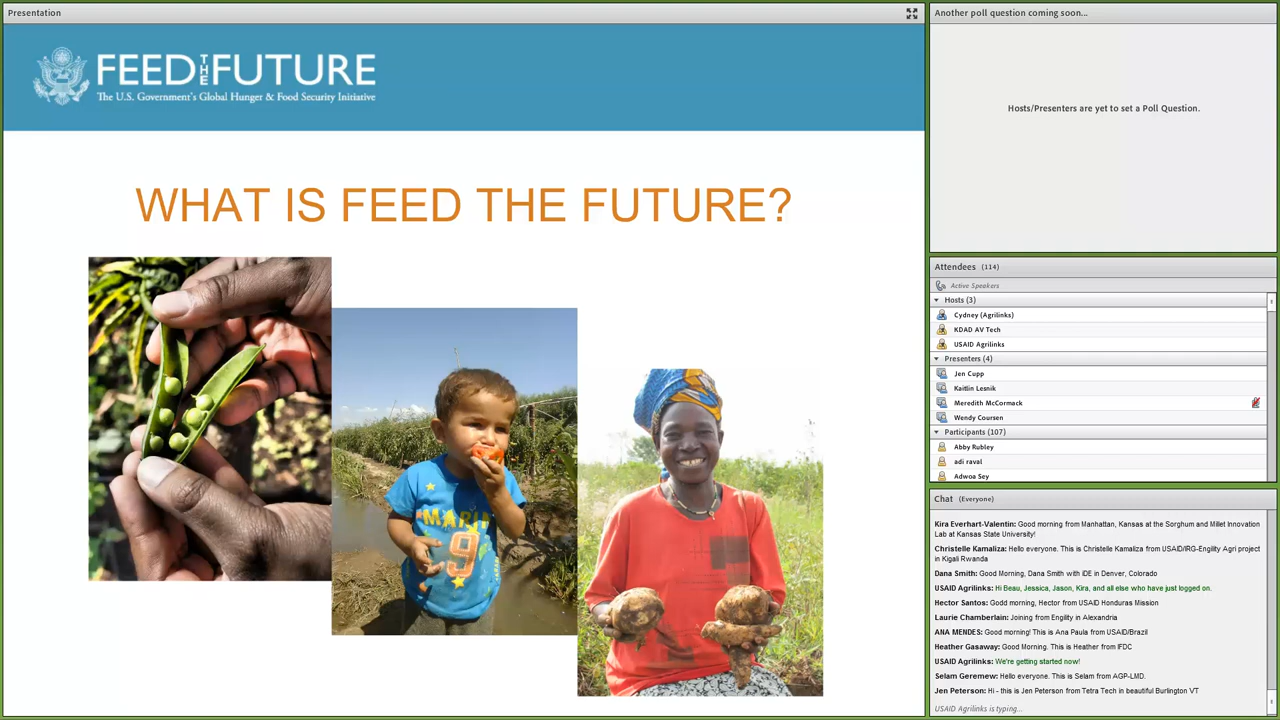 Presentation
FEED THE FUTURE
The U.S. Government's Global Hunger & Food Security Initiative
WHAT IS FEED THE FUTURE?
MARIN
9
Another poll question coming soon...
Hosts/Presenters are yet to set a Poll Question.
Attendees (114)
Active Speakers
Hosts (3)
Cydney (Agrilinks)
KDAD AV Tech
USAID Agrilinks
Presenters (4)
Jen Cupp
Kaitlin Lesnik
Meredith McCormack
Wendy Coursen
Participants (107)
Abby Rubley
adi raval
Adwoa Sey
Chat (Everyone)
Kira Everhart-Valentin: Good morning from Manhattan, Kansas at the Sorghum and Millet Innovation
Lab at Kansas State University!
Christelle Kamaliza: Hello everyone. This is Christelle Kamaliza from USAID/IRG-Engility Agri project
in Kigali Rwanda
Dana Smith: Good Morning, Dana Smith with iDE in Denver, Colorado
USAID Agrilinks: Hi Beau, Jessica, Jason, Kira, and all else who have just logged on.
Hector Santos: Godd morning, Hector from USAID Honduras Mission
Laurie Chamberlain: Joining from Engility in Alexandria
ANA MENDES: Good morning! This is Ana Paula from USAID/Brazil
Heather Gasaway: Good Morning. This is Heather from IFDC
USAID Agrilinks: We're getting started now!
Selam Geremew: Hello everyone. This is Selam from AGP-LMD.
Jen Peterson: Hi - this is Jen Peterson from Tetra Tech in beautiful Burlington VT
USAID Agrilinks is typing...